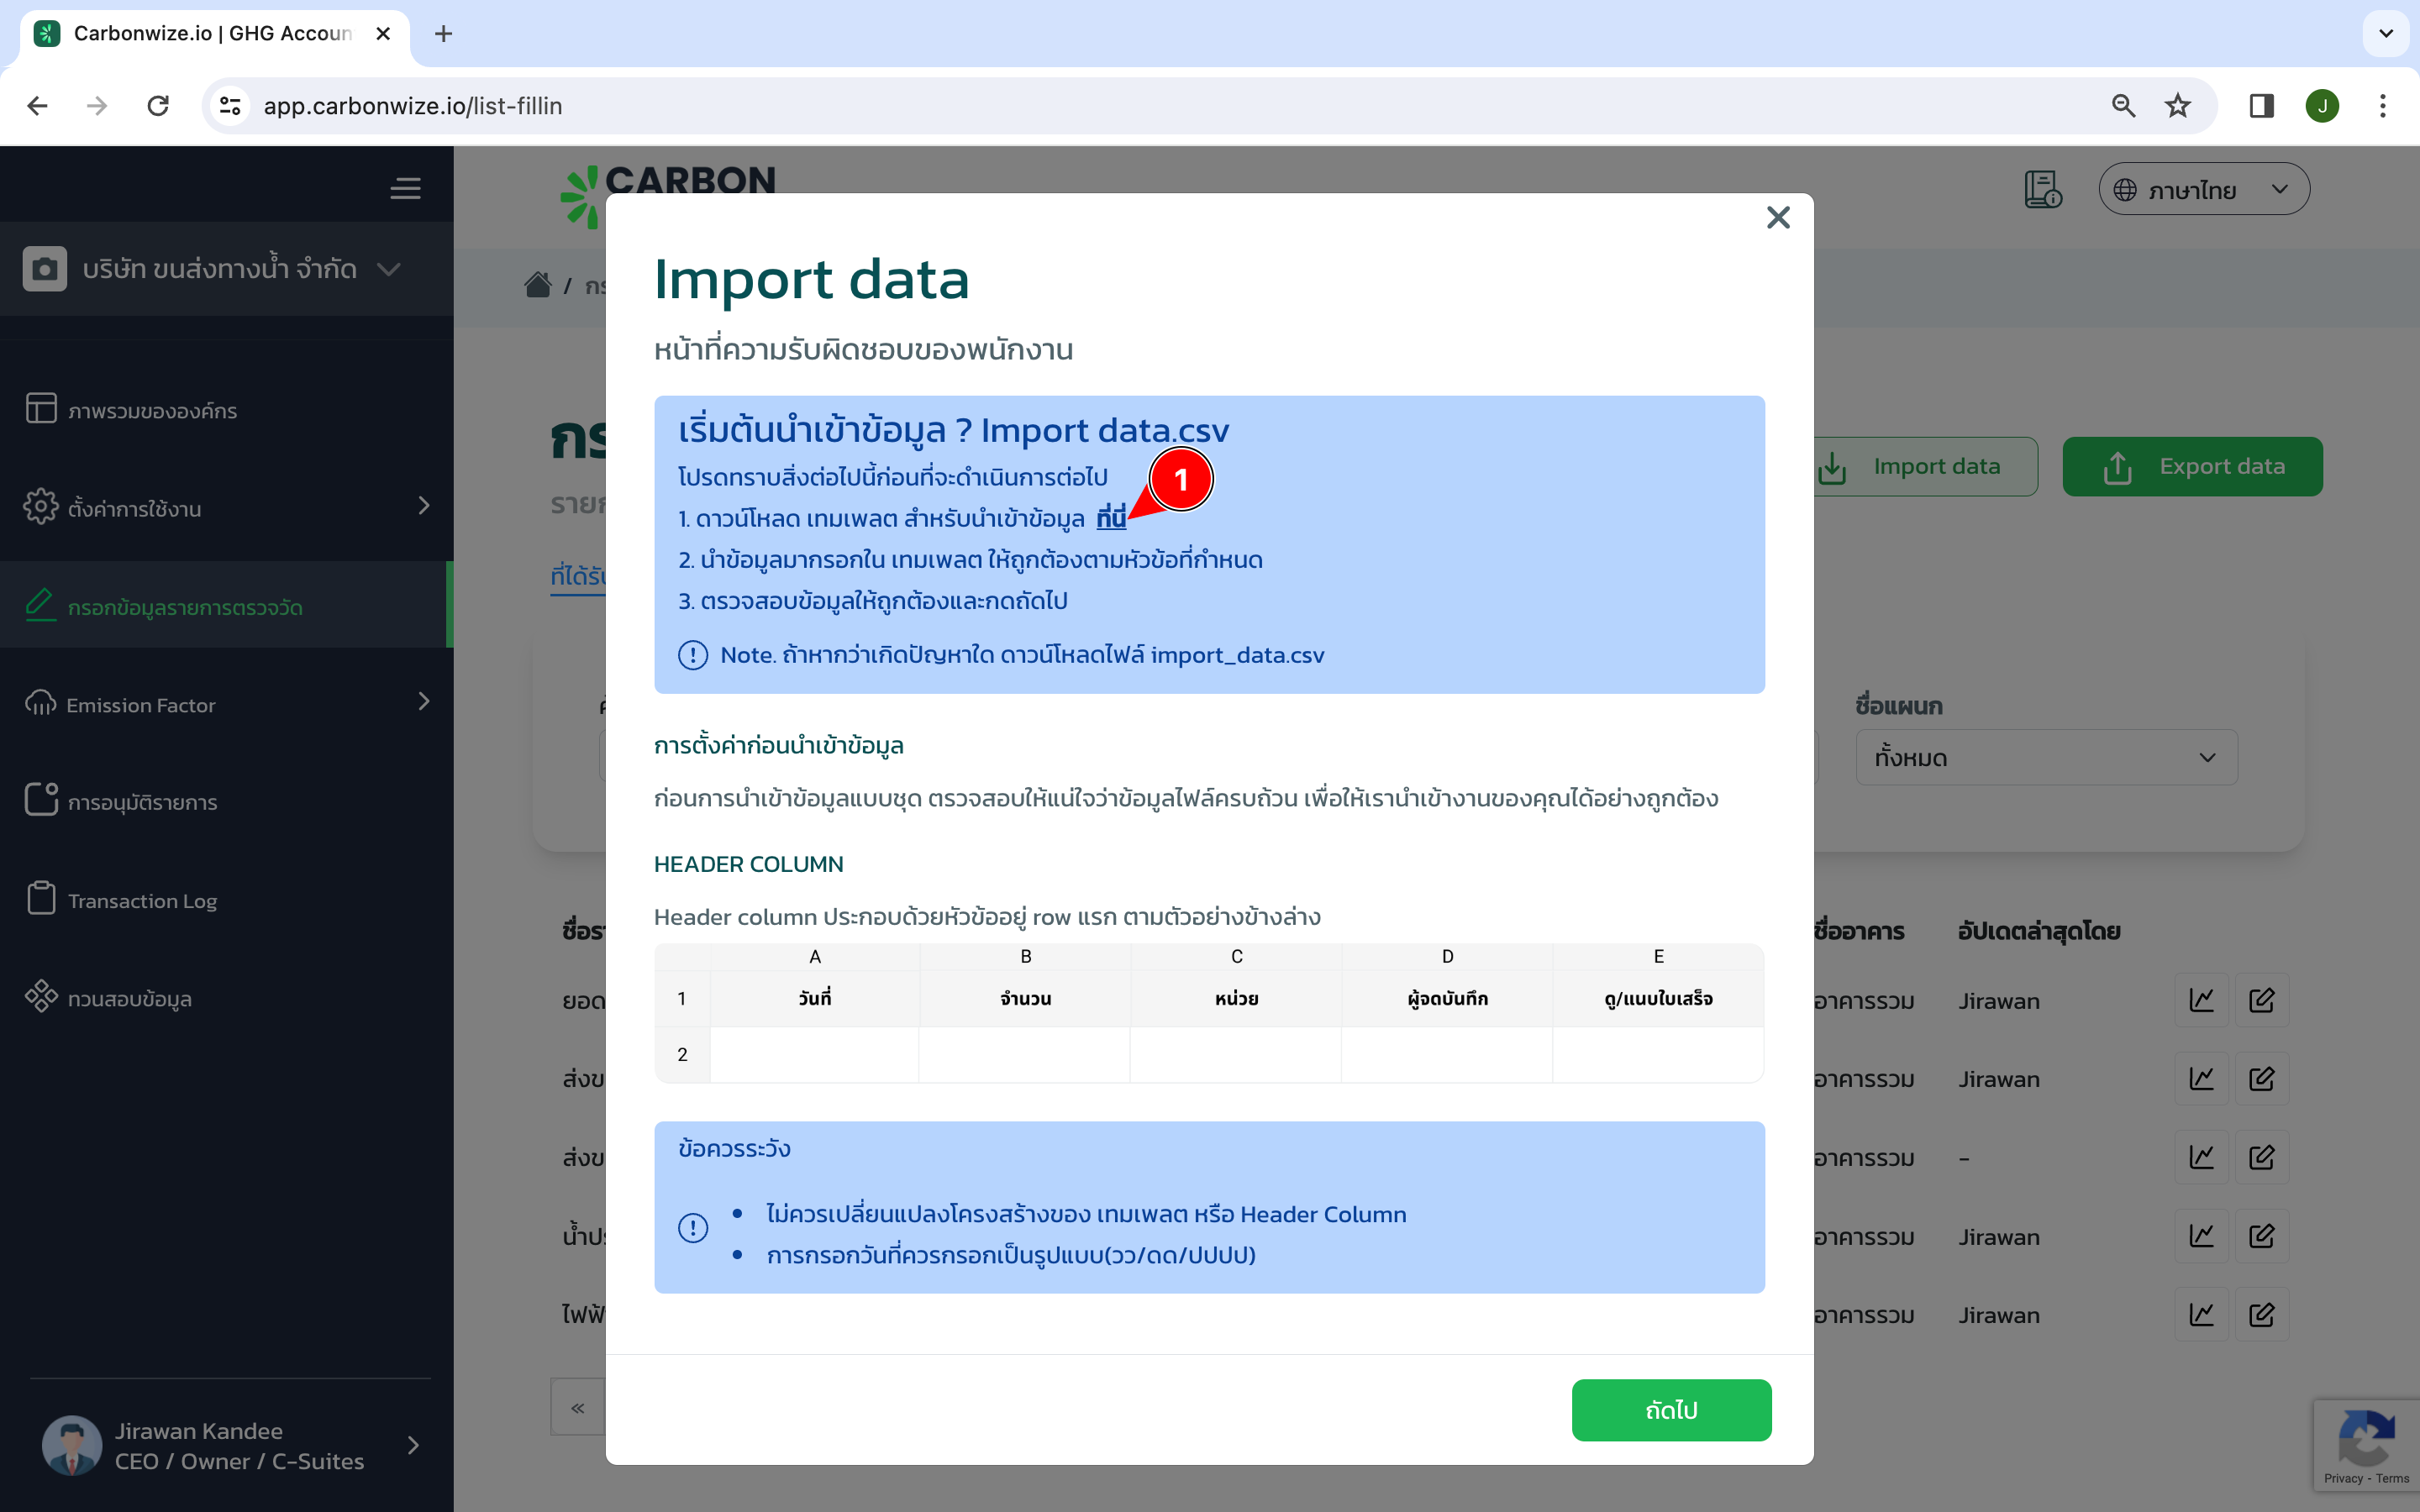 Carbonwize.io | GHG Accoun
app.carbonwize.io/list-fillin
J
CARBON
ภาษาไทย
บริษัท ขนส่งทางน้ำ จำกัด
ภาพรวมขององค์กร
ตั้งค่าการใช้งาน
กรอกข้อมูลรายการตรวจวัด
Emission Factor
การอนุมัติรายการ
Transaction Log
ทวนสอบข้อมูล
Jirawan Kandee
CEO / Owner / C-Suites
/
Import data
หน้าที่ความรับผิดชอบของพนักงาน
เริ่มต้นนำเข้าข้อมูล ? Import data.csv
โปรดทราบสิ่งต่อไปนี้ก่อนที่จะดำเนินการต่อไป
1
1. ดาวน์โหลด เทมเพลต สำหรับนำเข้าข้อมูล ที่นี่
2. นำข้อมูลมากรอกใน เทมเพลต ให้ถูกต้องตามหัวข้อที่กำหนด
3. ตรวจสอบข้อมูลให้ถูกต้องและกดถัดไป
Note. ถ้าหากว่าเกิดปัญหาใด ดาวน์โหลดไฟล์ import_data.csv
การตั้งค่าก่อนนำเข้าข้อมูล
ก่อนการนำเข้าข้อมูลแบบชุด ตรวจสอบให้แน่ใจว่าข้อมูลไฟล์ครบถ้วน เพื่อให้เรานำเข้างานของคุณได้อย่างถูกต้อง
HEADER COLUMN
Header column ประกอบด้วยหัวข้ออยู่ row แรก ตามตัวอย่างข้างล่าง
A B C D E
1 วันที่ จำนวน หน่วย ผู้จดบันทึก ดู/แนบใบเสร็จ
2
ข้อควรระวัง
ไม่ควรเปลี่ยนแปลงโครงสร้างของ เทมเพลต หรือ Header Column
การกรอกวันที่ควรกรอกเป็นรูปแบบ(วว/ดด/ปปปป)
ถัดไป
Import data
Export data
ชื่อแผนก
ทั้งหมด
ชื่ออาคาร อัปเดตล่าสุดโดย
อาคารรวม Jirawan
อาคารรวม Jirawan
อาคารรวม -
อาคารรวม Jirawan
อาคารรวม Jirawan
«
Privacy - Terms